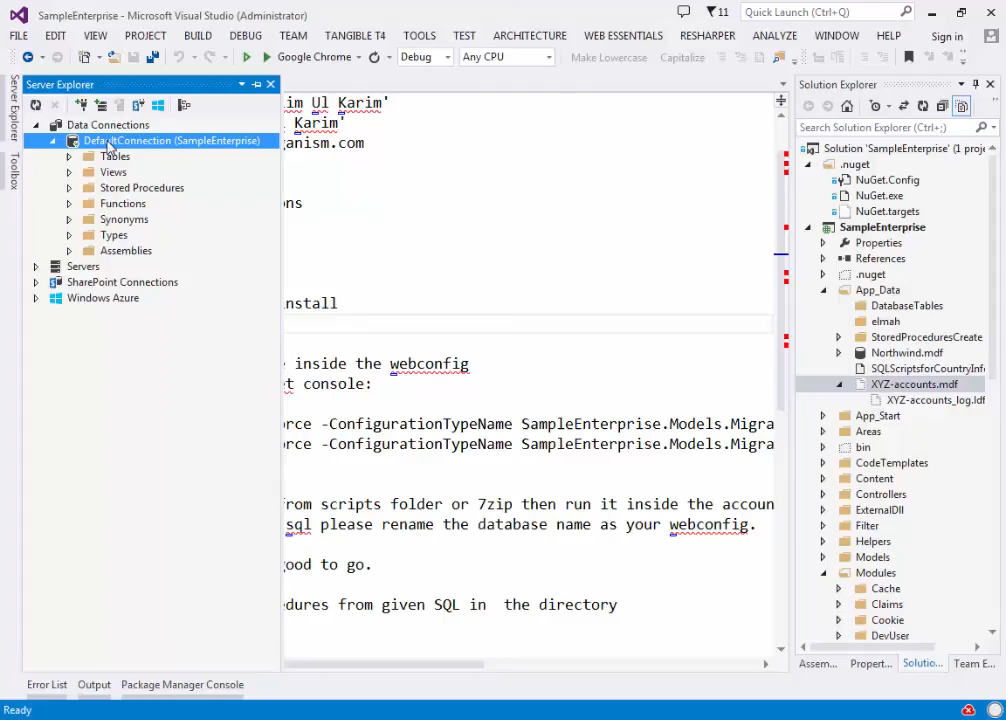 SampleEnterprise - Microsoft Visual Studio (Administrator)
11
Quick Launch (Ctrl+Q)
FILE EDIT VIEW PROJECT BUILD DEBUG TEAM TANGIBLE T4 TOOLS TEST ARCHITECTURE WEB ESSENTIALS RESHARPER ANALYZE WINDOW HELP Sign in
Google Chrome Debug Any CPU Make Lowercase Capitalize
Server Explorer
Toolbox
Server Explorer
Data Connections
DefaultConnection (SampleEnterprise)
Tables
Views
Stored Procedures
Functions
Synonyms
Types
Assemblies
Servers
SharePoint Connections
Windows Azure
im Ul Karim'
Karim'
ganism.com
ons
install
e inside the webconfig
et console:
orce -ConfigurationTypeName SampleEnterprise.Models.Migra
orce -ConfigurationTypeName SampleEnterprise.Models.Migra
from scripts folder or 7zip then run it inside the accoun
sql please rename the database name as your webconfig.
good to go.
edures from given SQL in the directory
Solution Explorer
Search Solution Explorer (Ctrl+;)
Solution 'SampleEnterprise' (1 proj
.nuget
NuGet.Config
NuGet.exe
NuGet.targets
SampleEnterprise
Properties
References
.nuget
App_Data
DatabaseTables
elmah
StoredProceduresCreate
Northwind.mdf
SQLScriptsforCountryInfo
XYZ-accounts.mdf
XYZ-accounts_log.ldf
App_Start
Areas
bin
CodeTemplates
Content
Controllers
ExternalDll
Filter
Helpers
Models
Modules
Cache
Claims
Cookie
DevUser
Assem... Propert... Solutio... Team E...
Error List Output Package Manager Console
Ready